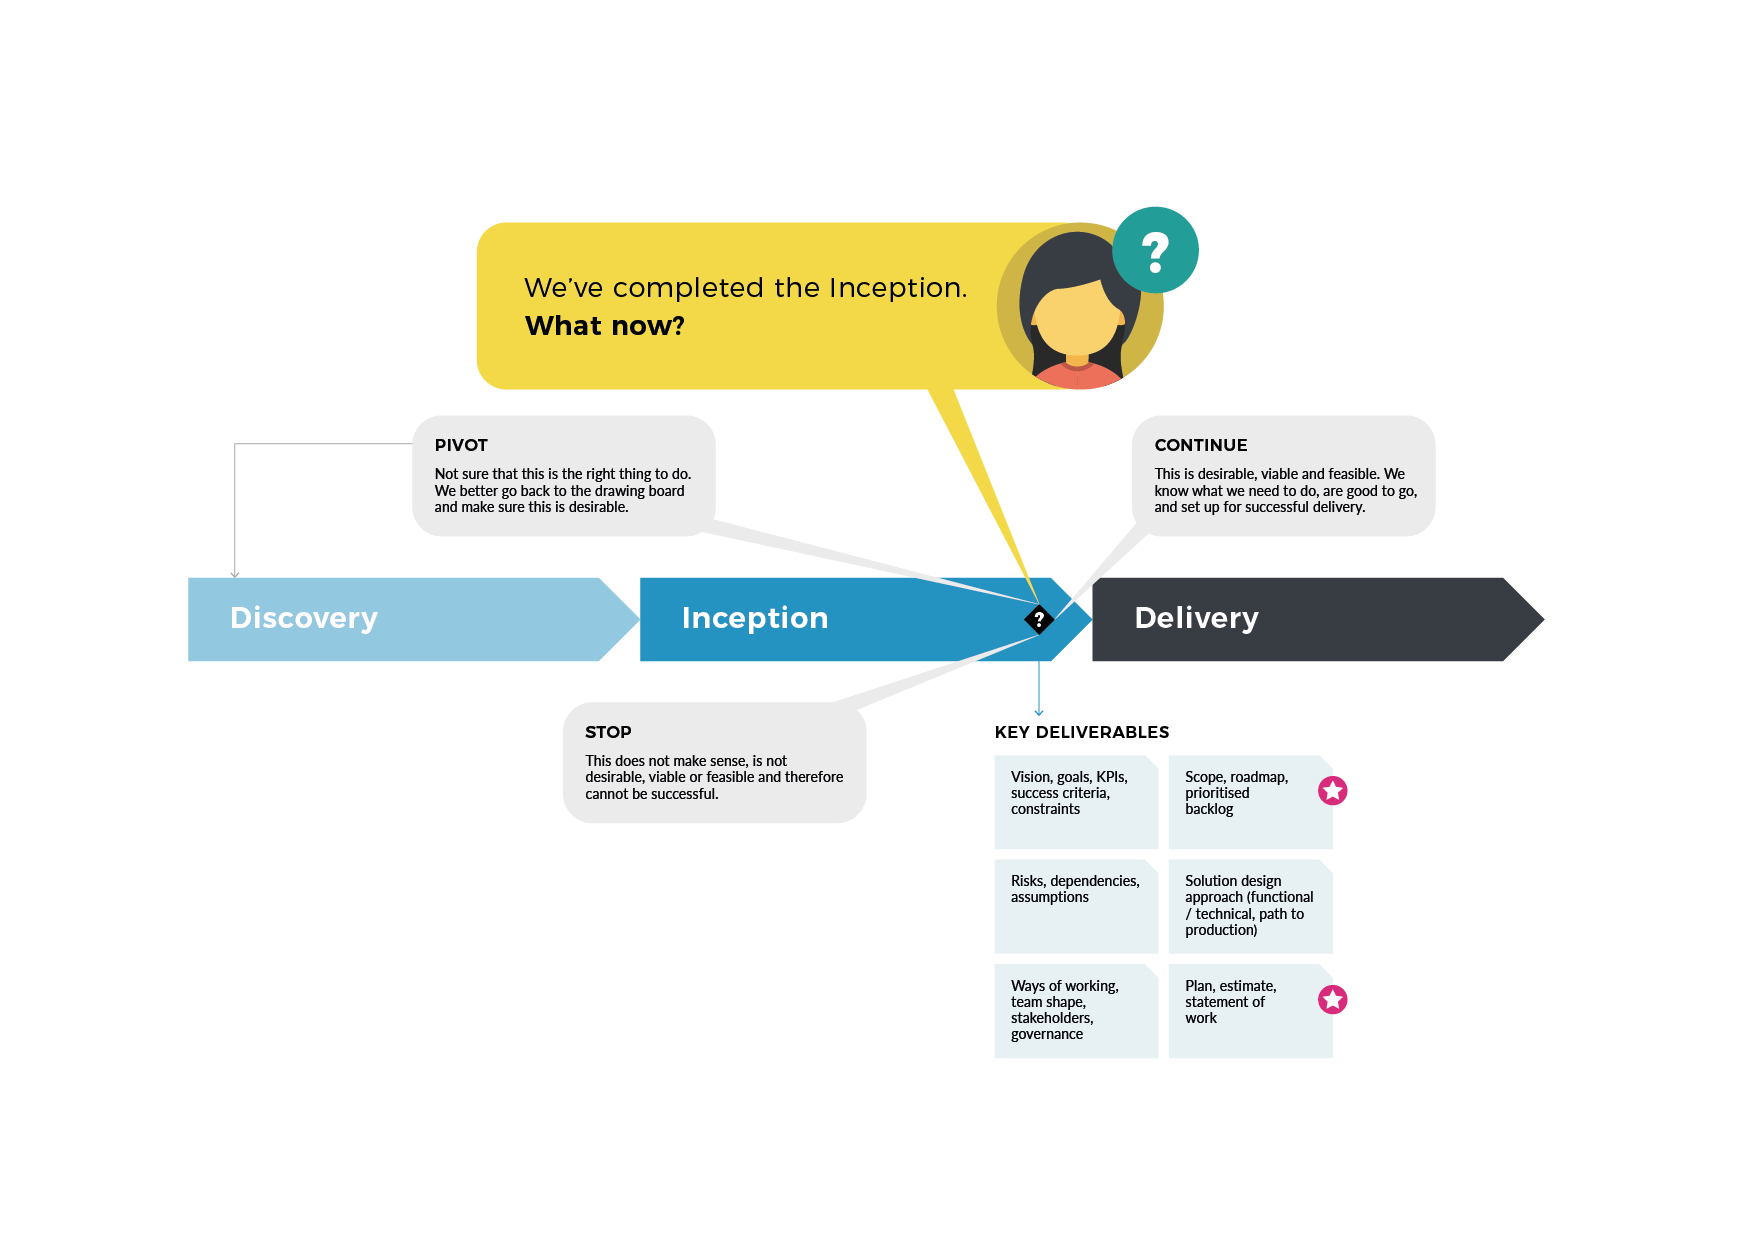 ?
We’ve completed the Inception.
What now?
PIVOT
Not sure that this is the right thing to do.
We better go back to the drawing board
and make sure this is desirable.
CONTINUE
This is desirable, viable and feasible. We
know what we need to do, are good to go,
and set up for successful delivery.
Discovery
Inception
?
Delivery
STOP
This does not make sense, is not
desirable, viable or feasible and therefore
cannot be successful.
KEY DELIVERABLES
Vision, goals, KPIs,
success criteria,
constraints
Scope, roadmap,
prioritised
backlog
Risks, dependencies,
assumptions
Solution design
approach (functional
/ technical, path to
production)
Ways of working,
team shape,
stakeholders,
governance
Plan, estimate,
statement of
work